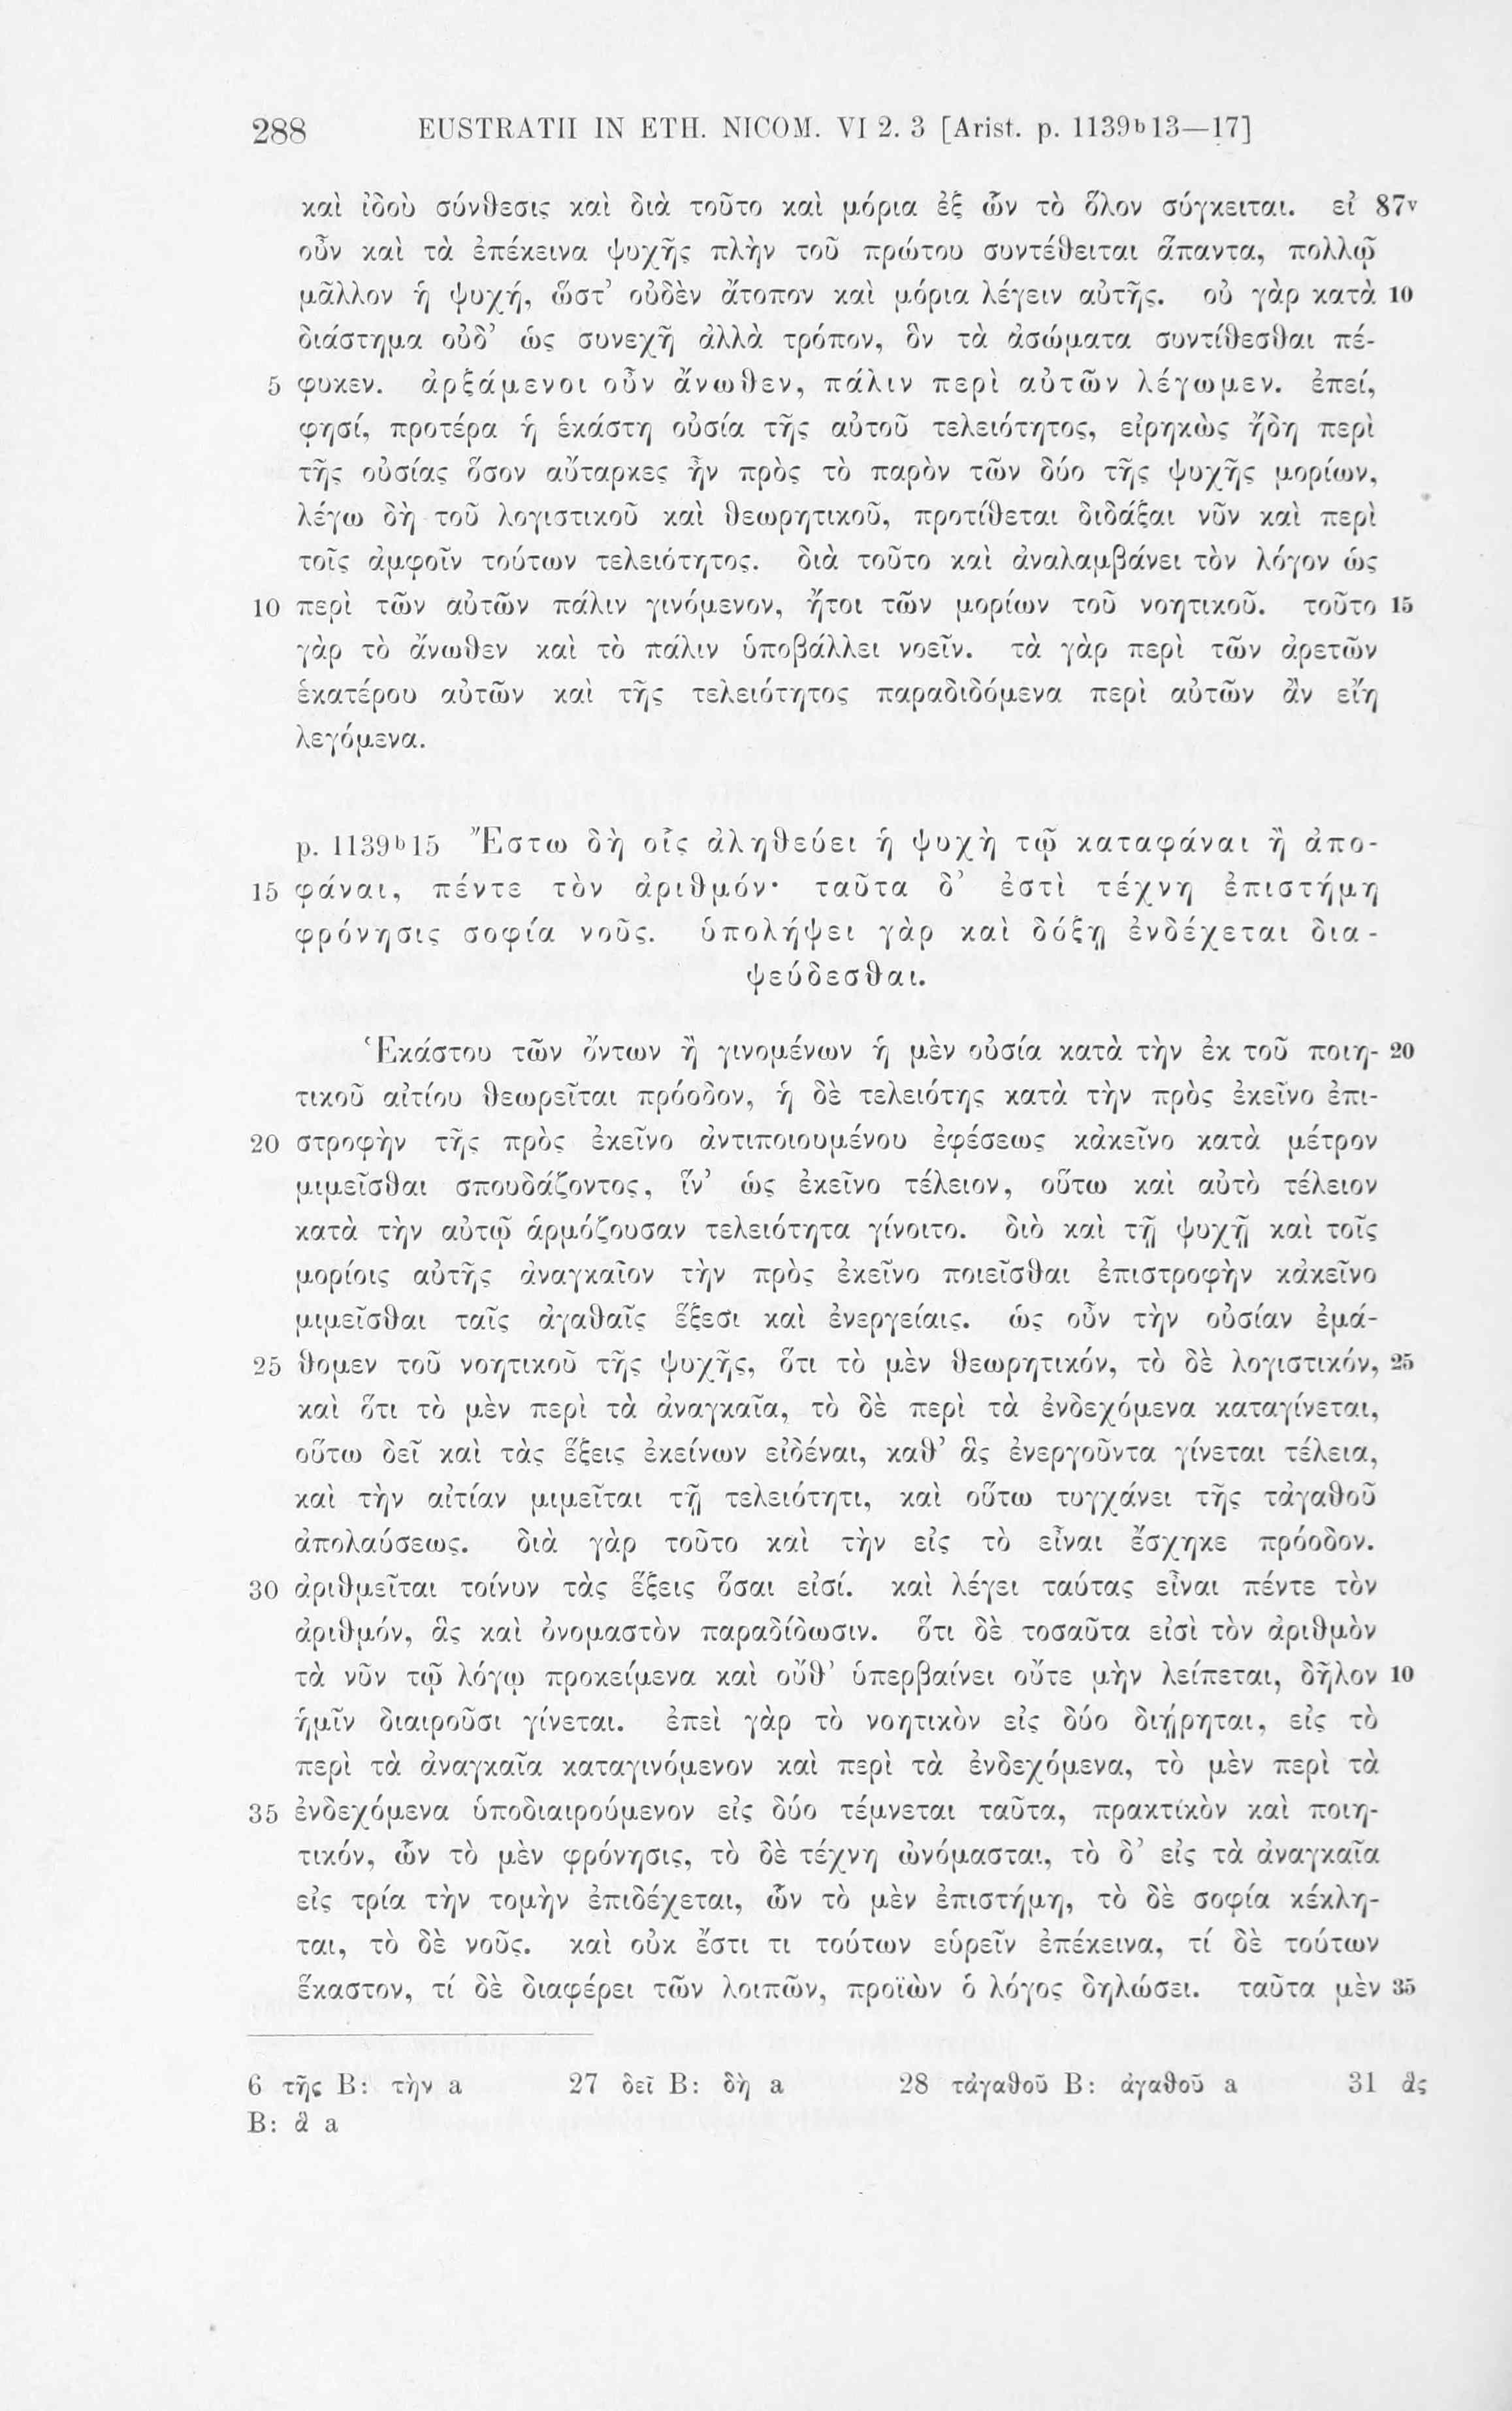 288 EUSTRATII IN ETH. NICOM. VI 2. 3 [Arist. p. 1139ᵇ13—17]
καὶ ἰδοὺ σύνθεσις καὶ διὰ τοῦτο καὶ μόρια ἐξ ὧν τὸ ὅλον σύγκειται. εἰ 87ᵛ
οὖν καὶ τὰ ἐπέκεινα ψυχῆς πλὴν τοῦ πρώτου συντέθειται ἅπαντα, πολλῷ
μᾶλλον ἡ ψυχή, ὥστ’ οὐδὲν ἄτοπον καὶ μόρια λέγειν αὐτῆς. οὐ γὰρ κατὰ 10
διάστημα οὐδ’ ὡς συνεχῆ ἀλλὰ τρόπον, ὃν τὰ ἀσώματα συντίθεσθαι πέ-
5 φυκεν. ἀρξάμενοι οὖν ἄνωθεν, πάλιν περὶ αὐτῶν λέγωμεν. ἐπεί,
φησί, προτέρα ἡ ἑκάστη οὐσία τῆς αὐτοῦ τελειότητος, εἰρηκὼς ἤδη περὶ
τῆς οὐσίας ὅσον αὔταρκες ἦν πρὸς τὸ παρὸν τῶν δύο τῆς ψυχῆς μορίων,
λέγω δὴ τοῦ λογιστικοῦ καὶ θεωρητικοῦ, προτίθεται διδάξαι νῦν καὶ περὶ
τοῖς ἀμφοῖν τούτων τελειότητος. διὰ τοῦτο καὶ ἀναλαμβάνει τὸν λόγον ὡς
10 περὶ τῶν αὐτῶν πάλιν γινόμενον, ἤτοι τῶν μορίων τοῦ νοητικοῦ. τοῦτο 15
γὰρ τὸ ἄνωθεν καὶ τὸ πάλιν ὑποβάλλει νοεῖν. τὰ γὰρ περὶ τῶν ἀρετῶν
ἑκατέρου αὐτῶν καὶ τῆς τελειότητος παραδιδόμενα περὶ αὐτῶν ἂν εἴη
λεγόμενα.
p. 1139ᵇ15 Ἔστω δὴ οἷς ἀληθεύει ἡ ψυχὴ τῷ καταφάναι ἢ ἀπο-
15 φάναι, πέντε τὸν ἀριθμόν· ταῦτα δ’ ἐστὶ τέχνη ἐπιστήμη
φρόνησις σοφία νοῦς. ὑπολήψει γὰρ καὶ δόξῃ ἐνδέχεται δια-
ψεύδεσθαι.
Ἑκάστου τῶν ὄντων ἢ γινομένων ἡ μὲν οὐσία κατὰ τὴν ἐκ τοῦ ποιη- 20
τικοῦ αἰτίου θεωρεῖται πρόοδον, ἡ δὲ τελειότης κατὰ τὴν πρὸς ἐκεῖνο ἐπι-
20 στροφὴν τῆς πρὸς ἐκεῖνο ἀντιποιουμένου ἐφέσεως κἀκεῖνο κατὰ μέτρον
μιμεῖσθαι σπουδάζοντος, ἵν’ ὡς ἐκεῖνο τέλειον, οὕτω καὶ αὐτὸ τέλειον
κατὰ τὴν αὐτῷ ἁρμόζουσαν τελειότητα γίνοιτο. διὸ καὶ τῇ ψυχῇ καὶ τοῖς
μορίοις αὐτῆς ἀναγκαῖον τὴν πρὸς ἐκεῖνο ποιεῖσθαι ἐπιστροφὴν κἀκεῖνο
μιμεῖσθαι ταῖς ἀγαθαῖς ἕξεσι καὶ ἐνεργείαις. ὡς οὖν τὴν οὐσίαν ἐμά-
25 θομεν τοῦ νοητικοῦ τῆς ψυχῆς, ὅτι τὸ μὲν θεωρητικόν, τὸ δὲ λογιστικόν, 25
καὶ ὅτι τὸ μὲν περὶ τὰ ἀναγκαῖα, τὸ δὲ περὶ τὰ ἐνδεχόμενα καταγίνεται,
οὕτω δεῖ καὶ τὰς ἕξεις ἐκείνων εἰδέναι, καθ’ ἃς ἐνεργοῦντα γίνεται τέλεια,
καὶ τὴν αἰτίαν μιμεῖται τῇ τελειότητι, καὶ οὕτω τυγχάνει τῆς τἀγαθοῦ
ἀπολαύσεως. διὰ γὰρ τοῦτο καὶ τὴν εἰς τὸ εἶναι ἔσχηκε πρόοδον.
30 ἀριθμεῖται τοίνυν τὰς ἕξεις ὅσαι εἰσί. καὶ λέγει ταύτας εἶναι πέντε τὸν
ἀριθμόν, ἃς καὶ ὀνομαστὸν παραδίδωσιν. ὅτι δὲ τοσαῦτα εἰσὶ τὸν ἀριθμὸν
τὰ νῦν τῷ λόγῳ προκείμενα καὶ οὔθ’ ὑπερβαίνει οὔτε μὴν λείπεται, δῆλον 10
ἡμῖν διαιροῦσι γίνεται. ἐπεὶ γὰρ τὸ νοητικὸν εἰς δύο διῄρηται, εἰς τὸ
περὶ τὰ ἀναγκαῖα καταγινόμενον καὶ περὶ τὰ ἐνδεχόμενα, τὸ μὲν περὶ τὰ
35 ἐνδεχόμενα ὑποδιαιρούμενον εἰς δύο τέμνεται ταῦτα, πρακτικὸν καὶ ποιη-
τικόν, ὧν τὸ μὲν φρόνησις, τὸ δὲ τέχνη ὠνόμασται, τὸ δ’ εἰς τὰ ἀναγκαῖα
εἰς τρία τὴν τομὴν ἐπιδέχεται, ὧν τὸ μὲν ἐπιστήμη, τὸ δὲ σοφία κέκλη-
ται, τὸ δὲ νοῦς. καὶ οὐκ ἔστι τι τούτων εὑρεῖν ἐπέκεινα, τί δὲ τούτων
ἕκαστον, τί δὲ διαφέρει τῶν λοιπῶν, προϊὼν ὁ λόγος δηλώσει. ταῦτα μὲν 35
6 τῆς B: τὴν a 27 δεῖ B: δὴ a 28 τἀγαθοῦ B: ἀγαθοῦ a 31 ἃς
B: ἃ a